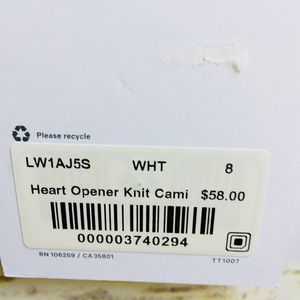 Please recycle
LW1AJ5S WHT 8
Heart Opener Knit Cami $58.00
000003740294
RN 106259 / CA 35801 TT1007